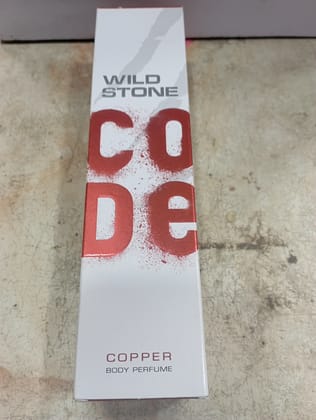 WILD
STONE
CO
De
COPPER
BODY PERFUME